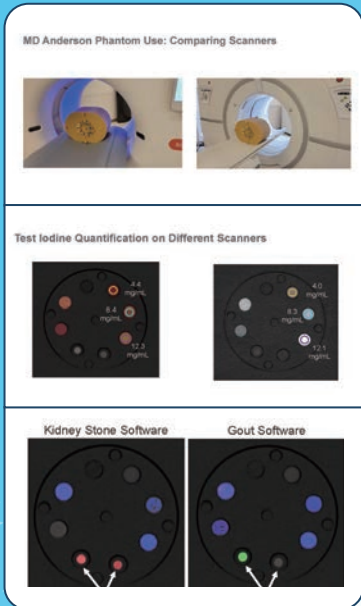 MD Anderson Phantom Use: Comparing Scanners
Test Iodine Quantification on Different Scanners
4.4
mg/mL
8.4
mg/mL
12.3
mg/mL
4.0
mg/mL
8.3
mg/mL
12.1
mg/mL
Kidney Stone Software
Gout Software